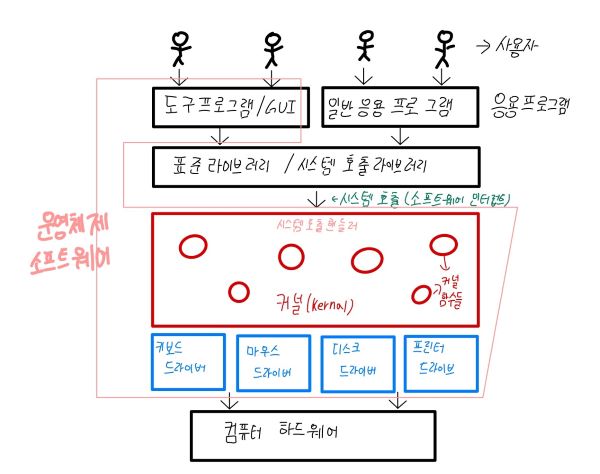 → 사용자
도구프로그램/GUI
일반 응용 프로그램
응용프로그램
표준 라이브러리 / 시스템 호출 라이브러리
← 시스템 호출 (소프트웨어 인터럽트)
운영체제
소프트웨어
시스템 호출 핸들러
커널
함수들
커널 (Kernal)
키보드
드라이버
마우스
드라이버
디스크
드라이버
프린터
드라이브
컴퓨터 하드웨어